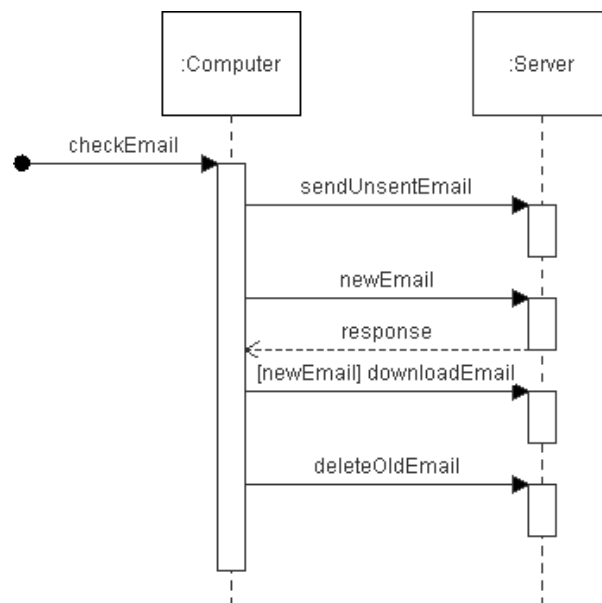 :Computer
:Server
checkEmail
sendUnsentEmail
newEmail
response
[newEmail] downloadEmail
deleteOldEmail